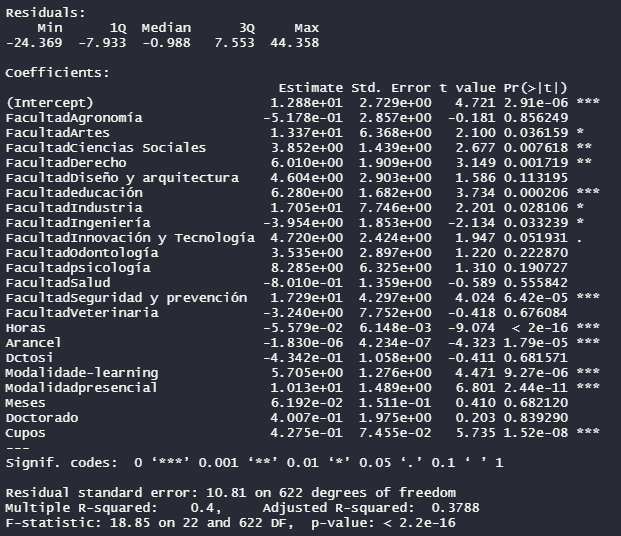 Residuals:
    Min      1Q  Median      3Q     Max
-24.369  -7.933  -0.988   7.553  44.358
Coefficients:
                                Estimate Std. Error t value Pr(>|t|)
(Intercept)                    1.288e+01  2.729e+00   4.721 2.91e-06 ***
FacultadAgronomía             -5.178e-01  2.857e+00  -0.181 0.856249
FacultadArtes                  1.337e+01  6.368e+00   2.100 0.036159 *
FacultadCiencias Sociales      3.852e+00  1.439e+00   2.677 0.007618 **
FacultadDerecho                6.010e+00  1.909e+00   3.149 0.001719 **
FacultadDiseño y arquitectura  4.604e+00  2.903e+00   1.586 0.113195
Facultadeducación              6.280e+00  1.682e+00   3.734 0.000206 ***
FacultadIndustria              1.705e+01  7.746e+00   2.201 0.028106 *
FacultadIngeniería            -3.954e+00  1.853e+00  -2.134 0.033239 *
FacultadInnovación y Tecnología  4.720e+00  2.424e+00   1.947 0.051931 .
FacultadOdontología            3.535e+00  2.897e+00   1.220 0.222870
Facultadpsicología             8.285e+00  6.325e+00   1.310 0.190727
FacultadSalud                 -8.010e-01  1.359e+00  -0.589 0.555842
FacultadSeguridad y prevención  1.729e+01  4.297e+00   4.024 6.42e-05 ***
FacultadVeterinaria           -3.240e+00  7.752e+00  -0.418 0.676084
Horas                         -5.579e-02  6.148e-03  -9.074  < 2e-16 ***
Arancel                       -1.830e-06  4.234e-07  -4.323 1.79e-05 ***
Dctosi                        -4.342e-01  1.058e+00  -0.411 0.681571
Modalidade-learning            5.705e+00  1.276e+00   4.471 9.27e-06 ***
Modalidadpresencial            1.013e+01  1.489e+00   6.801 2.44e-11 ***
Meses                          6.192e-02  1.511e-01   0.410 0.682120
Doctorado                      4.007e-01  1.975e+00   0.203 0.839290
Cupos                          4.275e-01  7.455e-02   5.735 1.52e-08 ***
---
Signif. codes:  0 ‘***’ 0.001 ‘**’ 0.01 ‘*’ 0.05 ‘.’ 0.1 ‘ ’ 1
Residual standard error: 10.81 on 622 degrees of freedom
Multiple R-squared:    0.4,	Adjusted R-squared:  0.3788
F-statistic: 18.85 on 22 and 622 DF,  p-value: < 2.2e-16